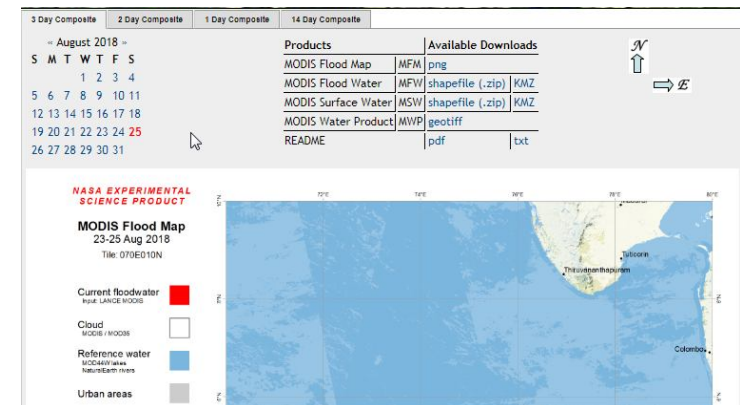 3 Day Composite 2 Day Composite 1 Day Composite 14 Day Composite
« August 2018 »
S M T W T F S
1 2 3 4
5 6 7 8 9 10 11
12 13 14 15 16 17 18
19 20 21 22 23 24 25
26 27 28 29 30 31
Products Available Downloads
MODIS Flood Map MFM png
MODIS Flood Water MFW shapefile (.zip) KMZ
MODIS Surface Water MSW shapefile (.zip) KMZ
MODIS Water Product MWP geotiff
README pdf txt
N
E
NASA EXPERIMENTAL
SCIENCE PRODUCT
MODIS Flood Map
23-25 Aug 2018
Tile: 070E010N
Current floodwater
Input: LANCE MODIS
Cloud
MODIS / MOD35
Reference water
MOD44W lakes
NaturalEarth rivers
Urban areas
72°E 74°E 76°E 78°E 80°E
Tuticorin
Thiruvananthapuram
Colombo